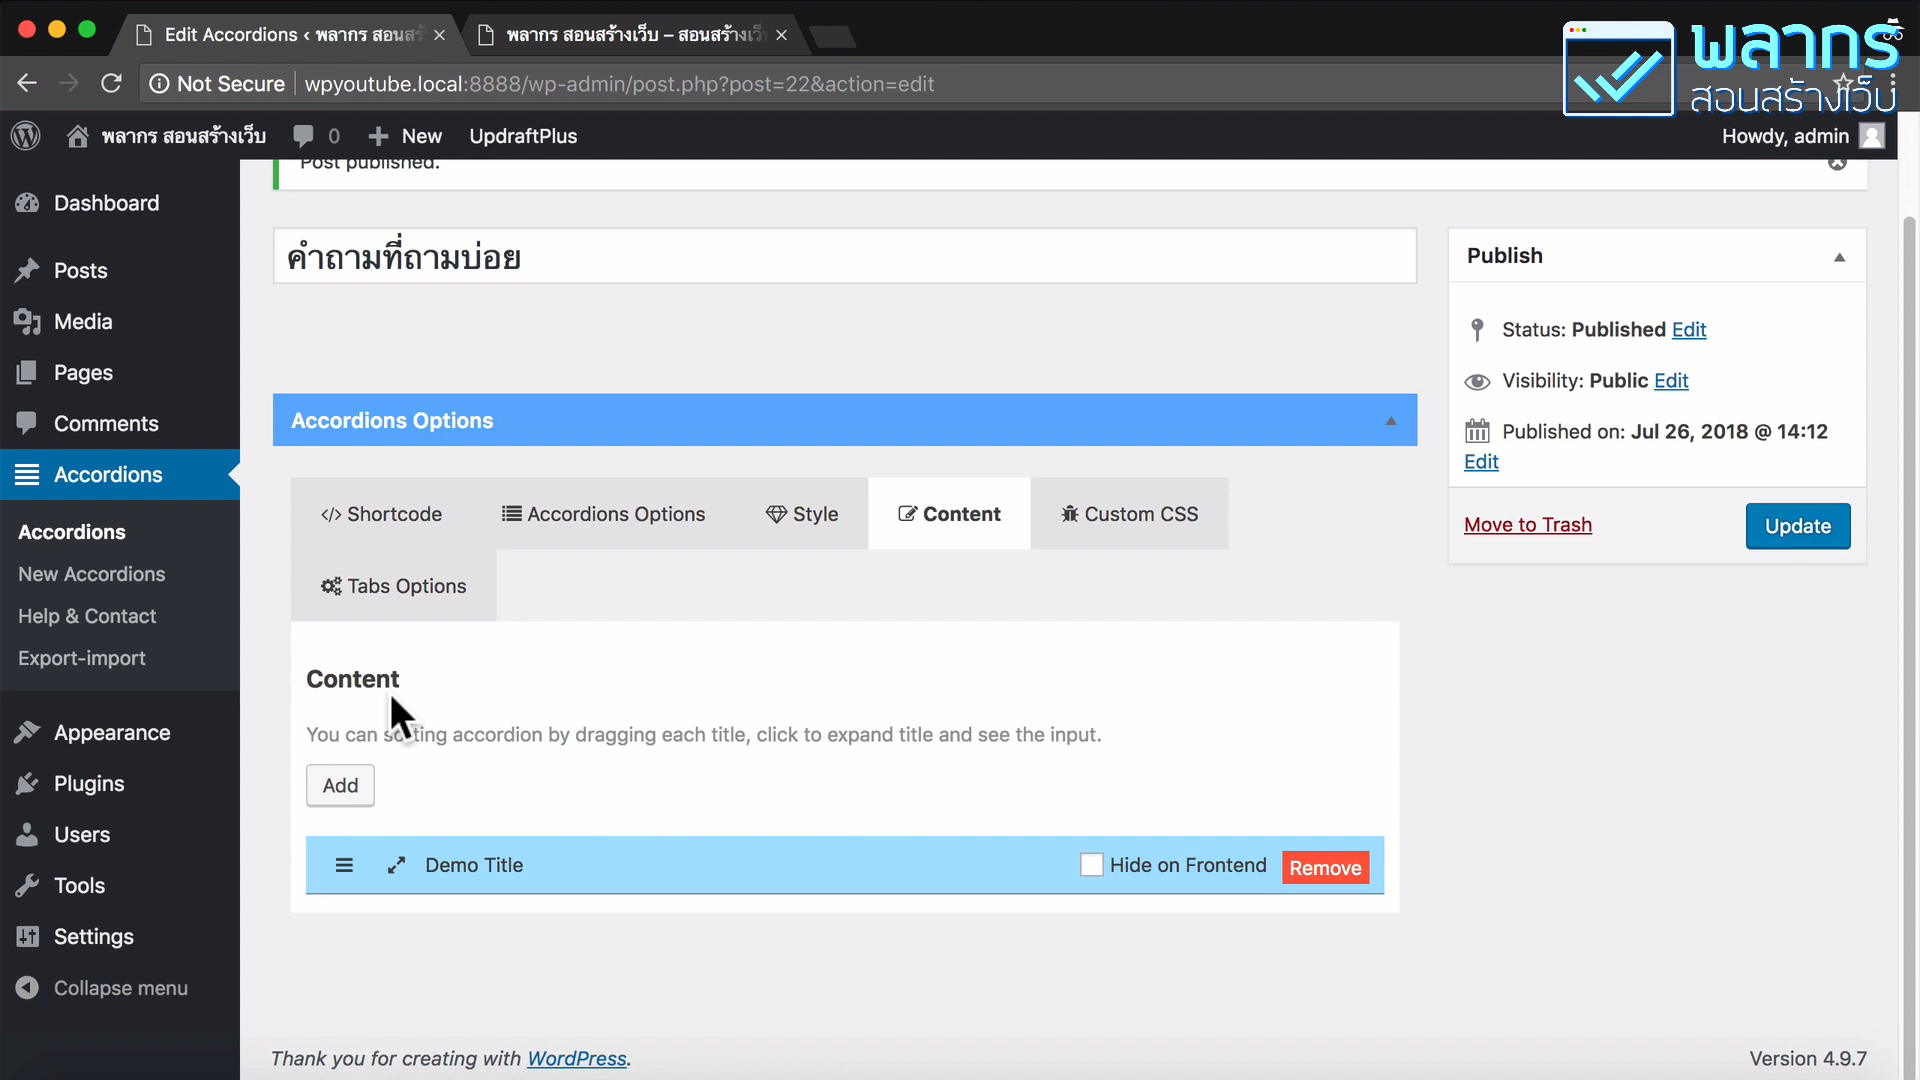 Edit Accordions ‹ พลากร สอนสร้
พลากร สอนสร้างเว็บ – สอนสร้างเว็
พลากร
สอนสร้างเว็บ
Not Secure
wpyoutube.local:8888/wp-admin/post.php?post=22&action=edit
พลากร สอนสร้างเว็บ
0
New
UpdraftPlus
Howdy, admin
Post published.
Dashboard
Posts
Media
Pages
Comments
Accordions
Accordions
New Accordions
Help & Contact
Export-import
Appearance
Plugins
Users
Tools
Settings
Collapse menu
คำถามที่ถามบ่อย
Accordions Options
Shortcode
Accordions Options
Style
Content
Custom CSS
Tabs Options
Content
You can sorting accordion by dragging each title, click to expand title and see the input.
Add
Demo Title
Hide on Frontend
Remove
Publish
Status: Published Edit
Visibility: Public Edit
Published on: Jul 26, 2018 @ 14:12
Edit
Move to Trash
Update
Thank you for creating with WordPress.
Version 4.9.7